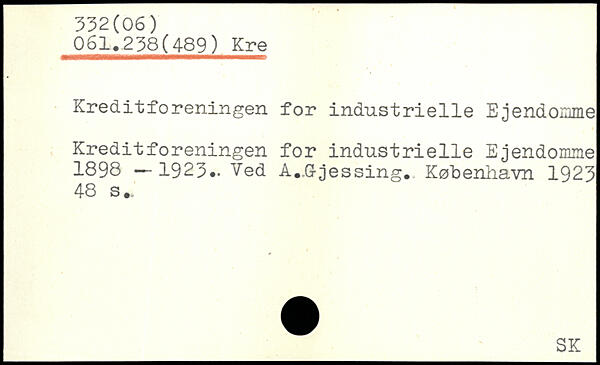 332(06)
061.238(489) Kre
Kreditforeningen for industrielle Ejendomme
Kreditforeningen for industrielle Ejendomme
1898 — 1923. Ved A.Gjessing. København 1923
48 s.
SK